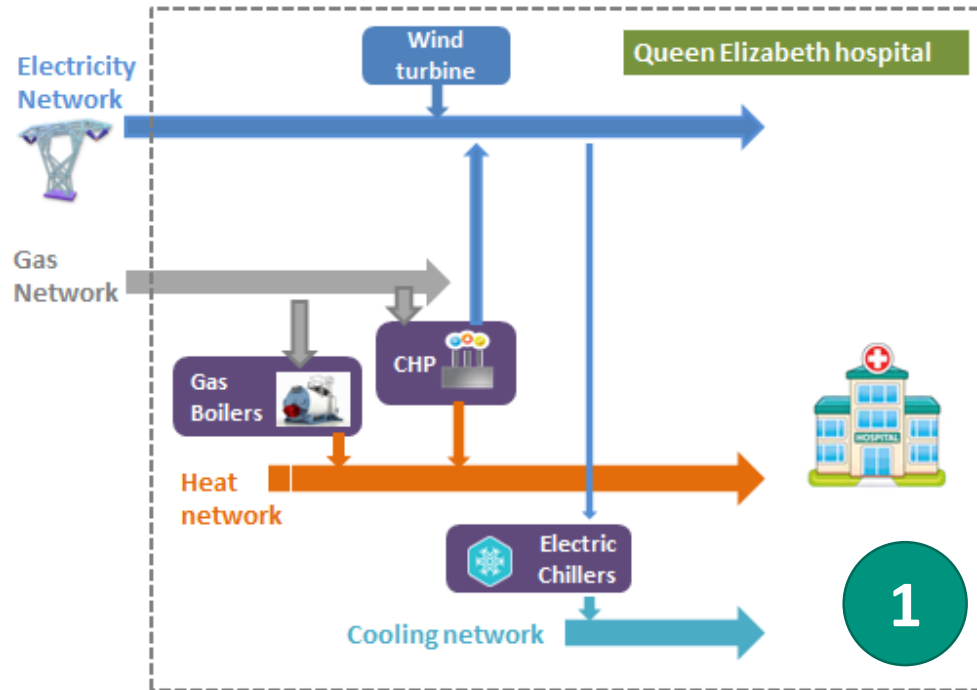 Wind
turbine
Queen Elizabeth hospital
Electricity
Network
Gas
Network
CHP
Gas
Boilers
HOSPITAL
Heat
network
Electric
Chillers
1
Cooling network